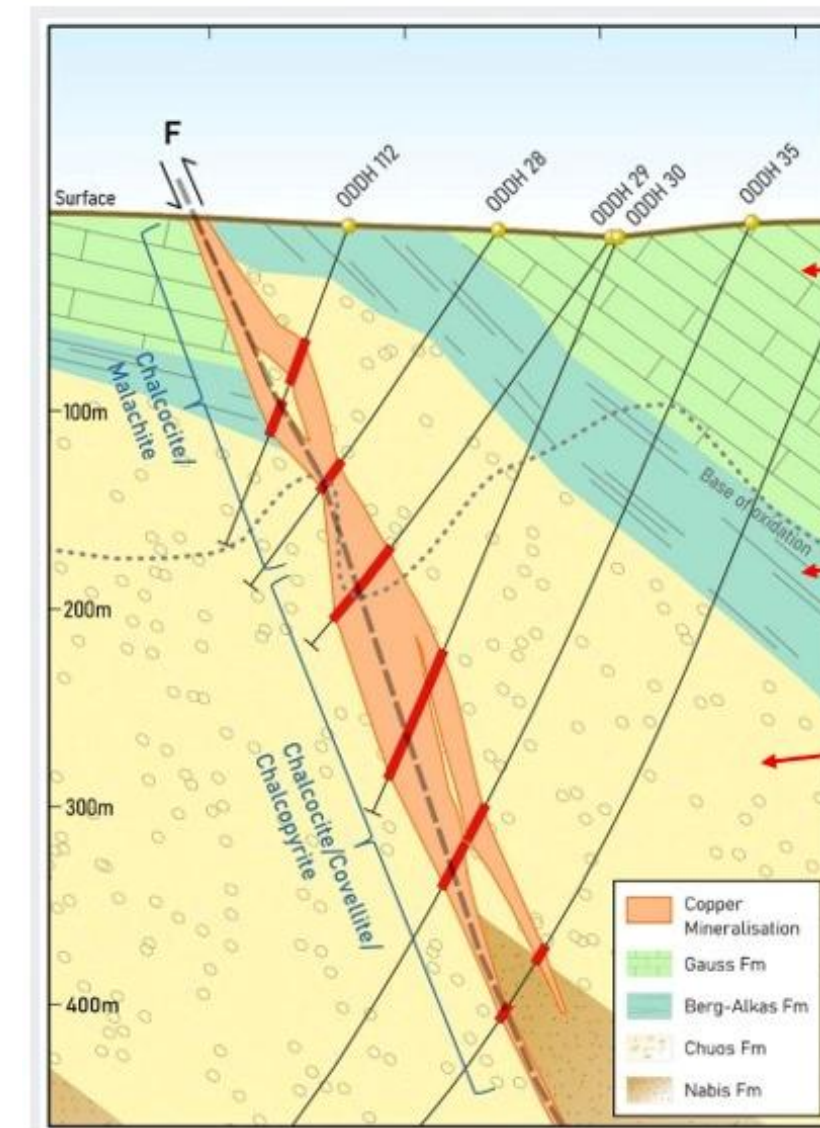 F
Surface
ODDH 112
ODDH 28
ODDH 29
ODDH 30
ODDH 35
Chalcocite/
Malachite
100m
Base of oxidation
200m
Chalcocite/Covellite/
Chalcopyrite
300m
400m
Copper
Mineralisation
Gauss Fm
Berg-Alkas Fm
Chuos Fm
Nabis Fm